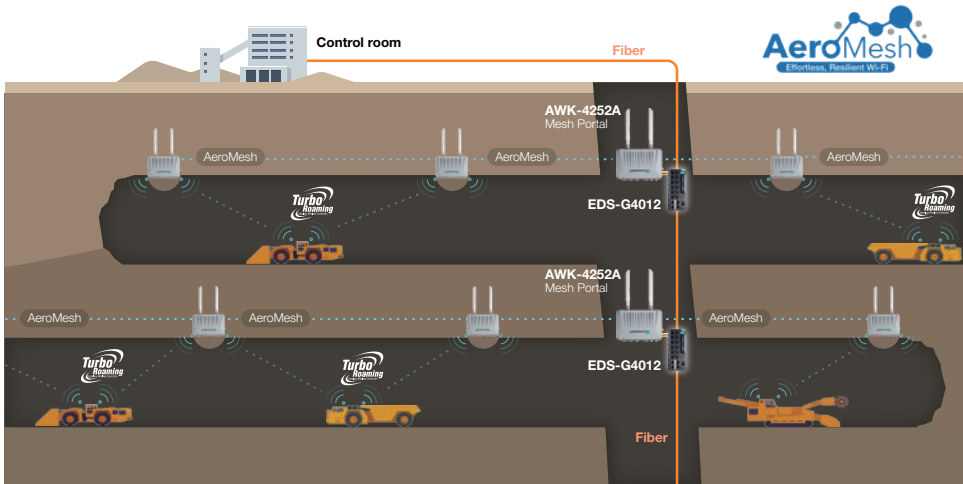 Control room
Fiber
AeroMesh
Effortless, Resilient Wi-Fi
AWK-4252A
Mesh Portal
AeroMesh
AeroMesh
AeroMesh
Turbo
Roaming
EDS-G4012
Turbo
Roaming
AWK-4252A
Mesh Portal
AeroMesh
AeroMesh
AeroMesh
Turbo
Roaming
Turbo
Roaming
EDS-G4012
Fiber